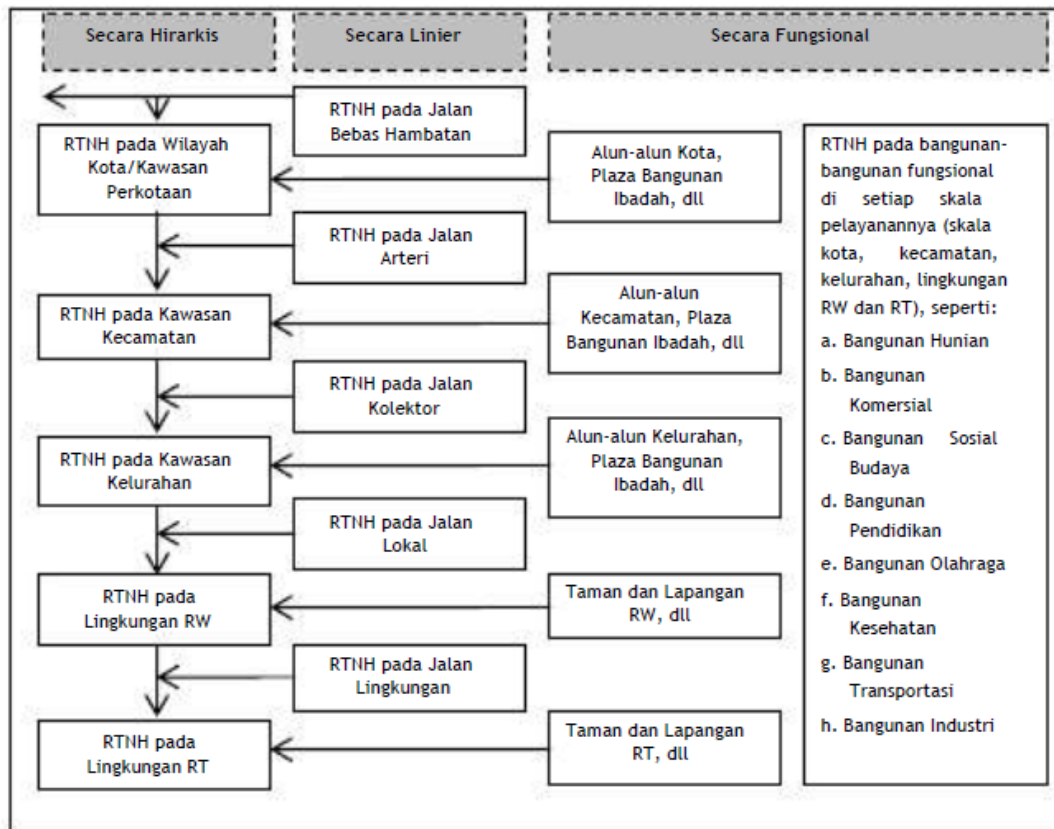 Secara Hirarkis
Secara Linier
Secara Fungsional
RTNH pada Jalan
Bebas Hambatan
RTNH pada Wilayah
Kota/Kawasan
Perkotaan
Alun-alun Kota,
Plaza Bangunan
Ibadah, dll
RTNH pada Jalan
Arteri
RTNH pada Kawasan
Kecamatan
Alun-alun
Kecamatan, Plaza
Bangunan Ibadah, dll
RTNH pada Jalan
Kolektor
RTNH pada Kawasan
Kelurahan
Alun-alun Kelurahan,
Plaza Bangunan
Ibadah, dll
RTNH pada Jalan
Lokal
RTNH pada
Lingkungan RW
Taman dan Lapangan
RW, dll
RTNH pada Jalan
Lingkungan
RTNH pada
Lingkungan RT
Taman dan Lapangan
RT, dll
RTNH pada bangunan-
bangunan fungsional
di setiap skala
pelayanannya (skala
kota, kecamatan,
kelurahan, lingkungan
RW dan RT), seperti:
a. Bangunan Hunian
b. Bangunan
Komersial
c. Bangunan Sosial
Budaya
d. Bangunan
Pendidikan
e. Bangunan Olahraga
f. Bangunan
Kesehatan
g. Bangunan
Transportasi
h. Bangunan Industri